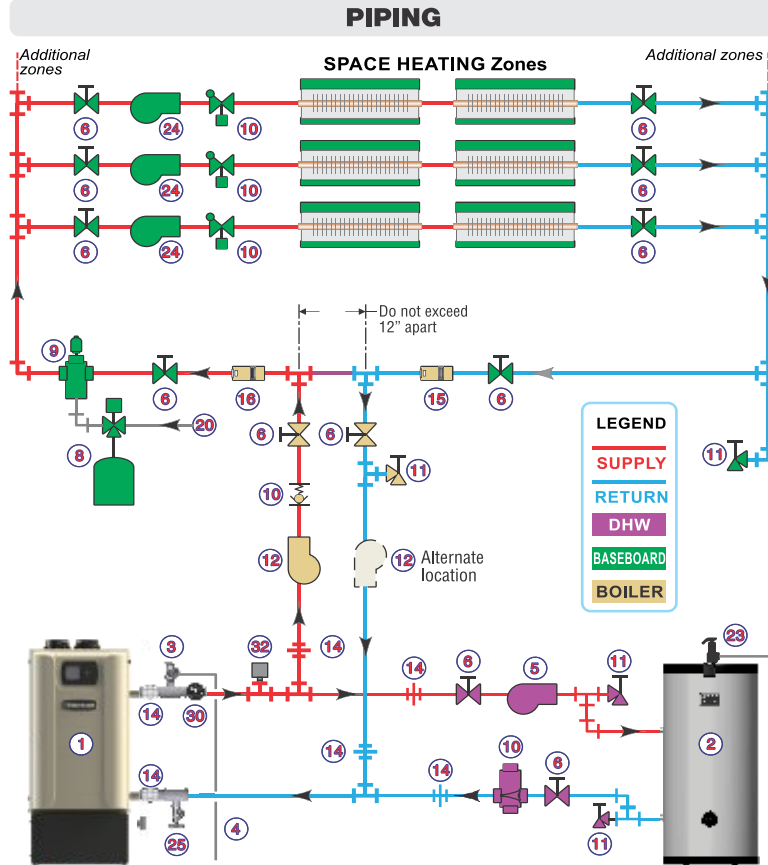 PIPING
Additional zones
SPACE HEATING Zones
Additional zones
6 24 10 6
6 24 10 6
6 24 10 6
Do not exceed
12” apart
9
6 16 15 6
20
8
6 6
11
11
10
12
12 Alternate
location
LEGEND
SUPPLY
RETURN
DHW
BASEBOARD
BOILER
3
32
14
14 6 5 11
23
14 30
1
2
14
14
14 10 6
11
25
4